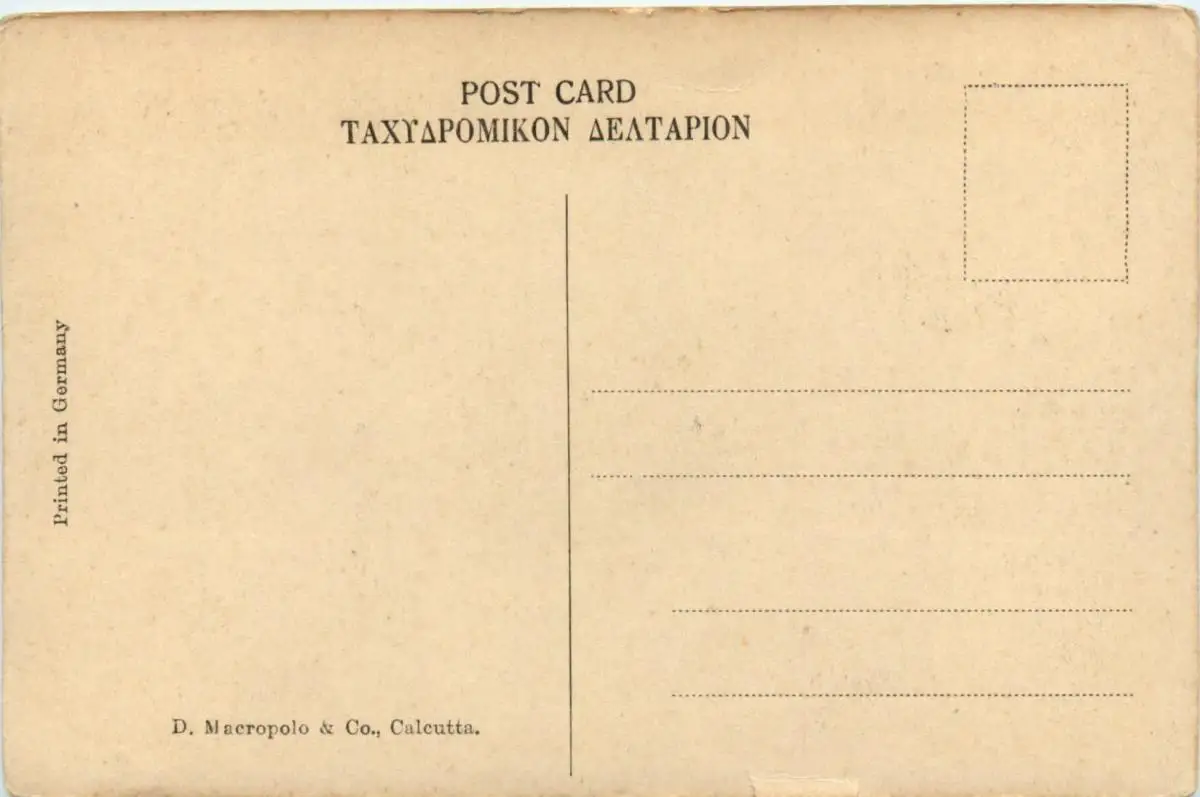 POST CARD
ΤΑΧΥΔΡΟΜΙΚΟΝ ΔΕΛΤΑΡΙΟΝ
Printed in Germany
D. Macropolo & Co., Calcutta.